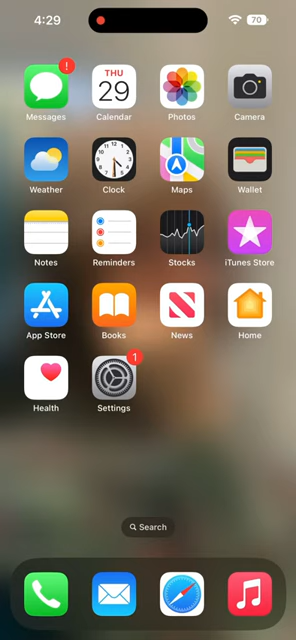 4:29
70
!
THU
29
Messages
Calendar
Photos
Camera
Weather
Clock
Maps
Wallet
Notes
Reminders
Stocks
iTunes Store
App Store
Books
News
Home
1
Health
Settings
Search